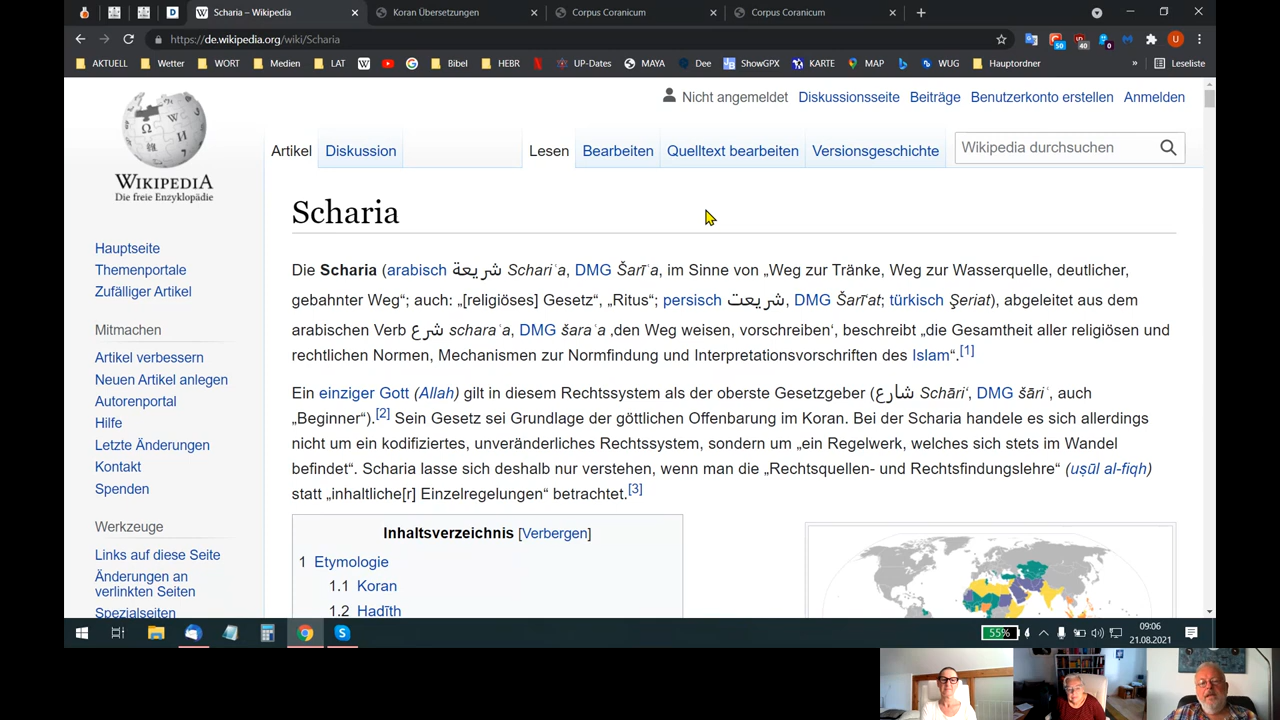 Scharia – Wikipedia
Koran Übersetzungen
Corpus Coranicum
Corpus Coranicum
https://de.wikipedia.org/wiki/Scharia
50
40
0
U
AKTUELL
Wetter
WORT
Medien
LAT
Bibel
HEBR
UP-Dates
MAYA
Dee
ShowGPX
KARTE
MAP
WUG
Hauptordner
»
Leseliste
Nicht angemeldet Diskussionsseite Beiträge Benutzerkonto erstellen Anmelden
WIKIPEDIA
Die freie Enzyklopädie
Artikel Diskussion
Lesen Bearbeiten Quelltext bearbeiten Versionsgeschichte
Wikipedia durchsuchen
Hauptseite
Themenportale
Zufälliger Artikel
Mitmachen
Artikel verbessern
Neuen Artikel anlegen
Autorenportal
Hilfe
Letzte Änderungen
Kontakt
Spenden
Werkzeuge
Links auf diese Seite
Änderungen an
verlinkten Seiten
Spezialseiten
Scharia
Die Scharia (arabisch شريعة Schariʿa, DMG Šarīʿa, im Sinne von „Weg zur Tränke, Weg zur Wasserquelle, deutlicher,
gebahnter Weg“; auch: „[religiöses] Gesetz“, „Ritus“; persisch شریعت, DMG Šarīʿat; türkisch Şeriat), abgeleitet aus dem
arabischen Verb شرع scharaʿa, DMG šaraʿa ‚den Weg weisen, vorschreiben‘, beschreibt „die Gesamtheit aller religiösen und
rechtlichen Normen, Mechanismen zur Normfindung und Interpretationsvorschriften des Islam“.[1]
Ein einziger Gott (Allah) gilt in diesem Rechtssystem als der oberste Gesetzgeber (شارع Schāriʿ, DMG šāriʿ, auch
„Beginner“).[2] Sein Gesetz sei Grundlage der göttlichen Offenbarung im Koran. Bei der Scharia handele es sich allerdings
nicht um ein kodifiziertes, unveränderliches Rechtssystem, sondern um „ein Regelwerk, welches sich stets im Wandel
befindet“. Scharia lasse sich deshalb nur verstehen, wenn man die „Rechtsquellen- und Rechtsfindungslehre“ (uṣūl al-fiqh)
statt „inhaltliche[r] Einzelregelungen“ betrachtet.[3]
Inhaltsverzeichnis [Verbergen]
1 Etymologie
1.1 Koran
1.2 Hadīth
55%
09:06
21.08.2021